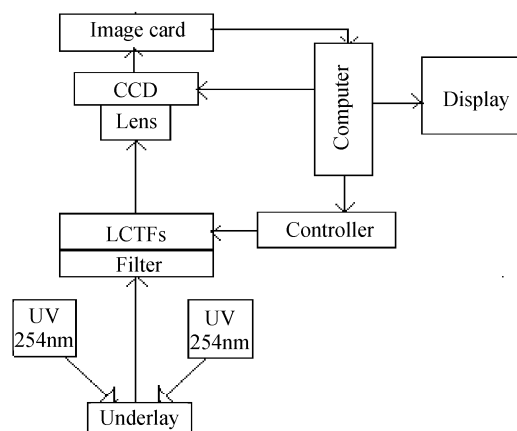 Image card
CCD
Lens
Computer
Display
LCTFs
Controller
Filter
UV
254nm
UV
254nm
Underlay